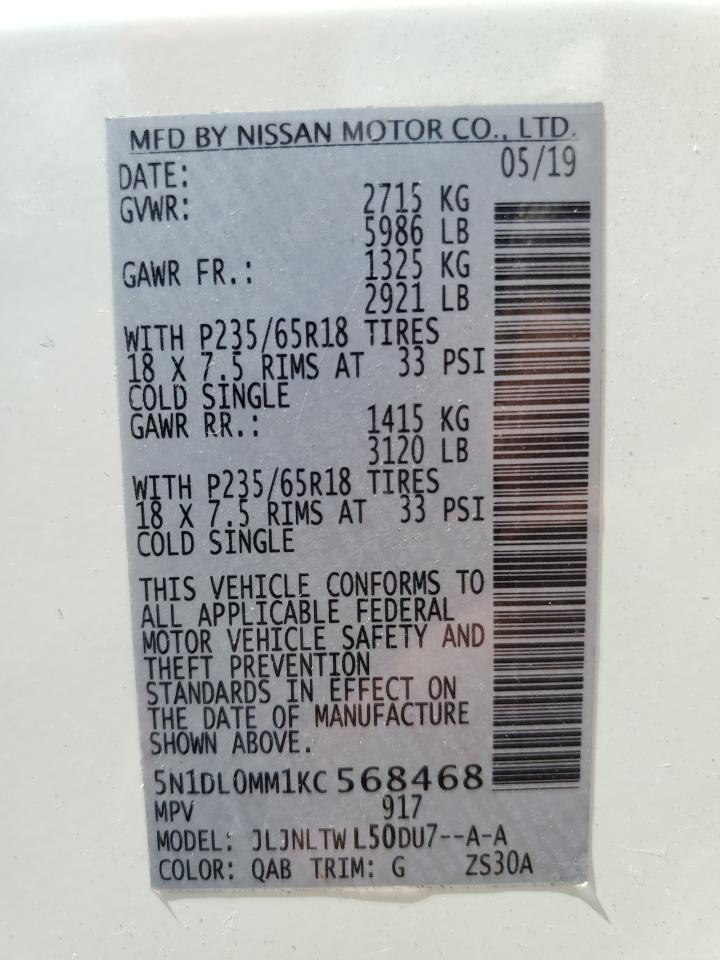 MFD BY NISSAN MOTOR CO., LTD.
DATE: 05/19
GVWR: 2715 KG
5986 LB
GAWR FR.: 1325 KG
2921 LB
WITH P235/65R18 TIRES
18 X 7.5 RIMS AT 33 PSI
COLD SINGLE
GAWR RR.: 1415 KG
3120 LB
WITH P235/65R18 TIRES
18 X 7.5 RIMS AT 33 PSI
COLD SINGLE
THIS VEHICLE CONFORMS TO
ALL APPLICABLE FEDERAL
MOTOR VEHICLE SAFETY AND
THEFT PREVENTION
STANDARDS IN EFFECT ON
THE DATE OF MANUFACTURE
SHOWN ABOVE.
5N1DL0MM1KC 568468
MPV 917
MODEL: JLJNLTW L50DU7--A-A
COLOR: QAB TRIM: G ZS30A